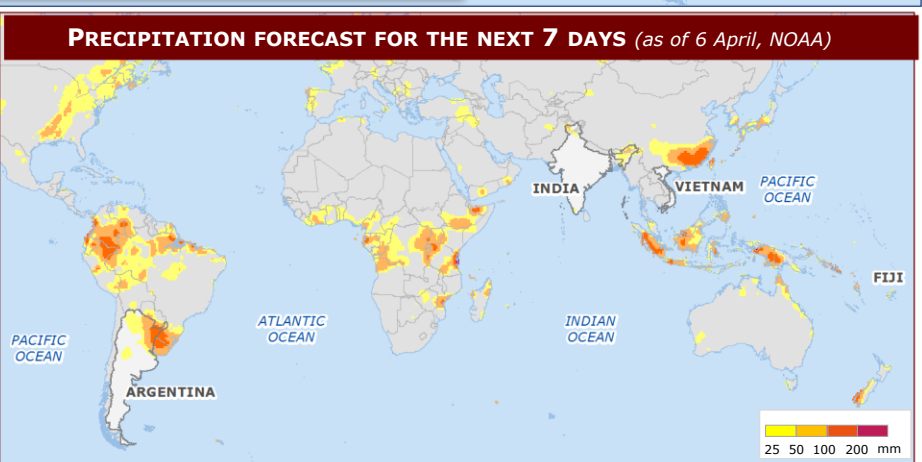 PRECIPITATION FORECAST FOR THE NEXT 7 DAYS (as of 6 April, NOAA)
INDIA
VIETNAM
PACIFIC
OCEAN
FIJI
ATLANTIC
OCEAN
INDIAN
OCEAN
PACIFIC
OCEAN
ARGENTINA
25 50 100 200 mm